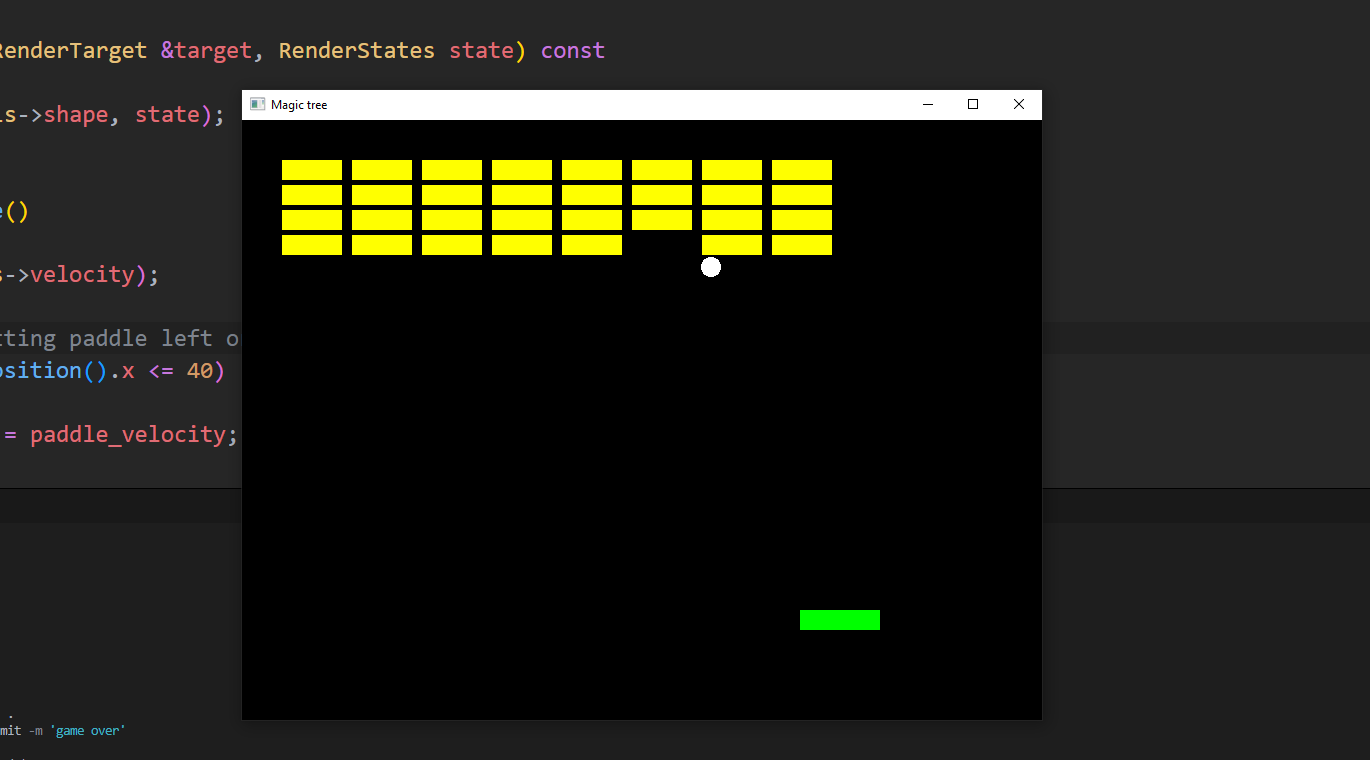 RenderTarget &target, RenderStates state) const
Magic tree
s->shape, state);
e()
s->velocity);
tting paddle left o
osition().x <= 40)
= paddle_velocity;
.
mit -m 'game over'